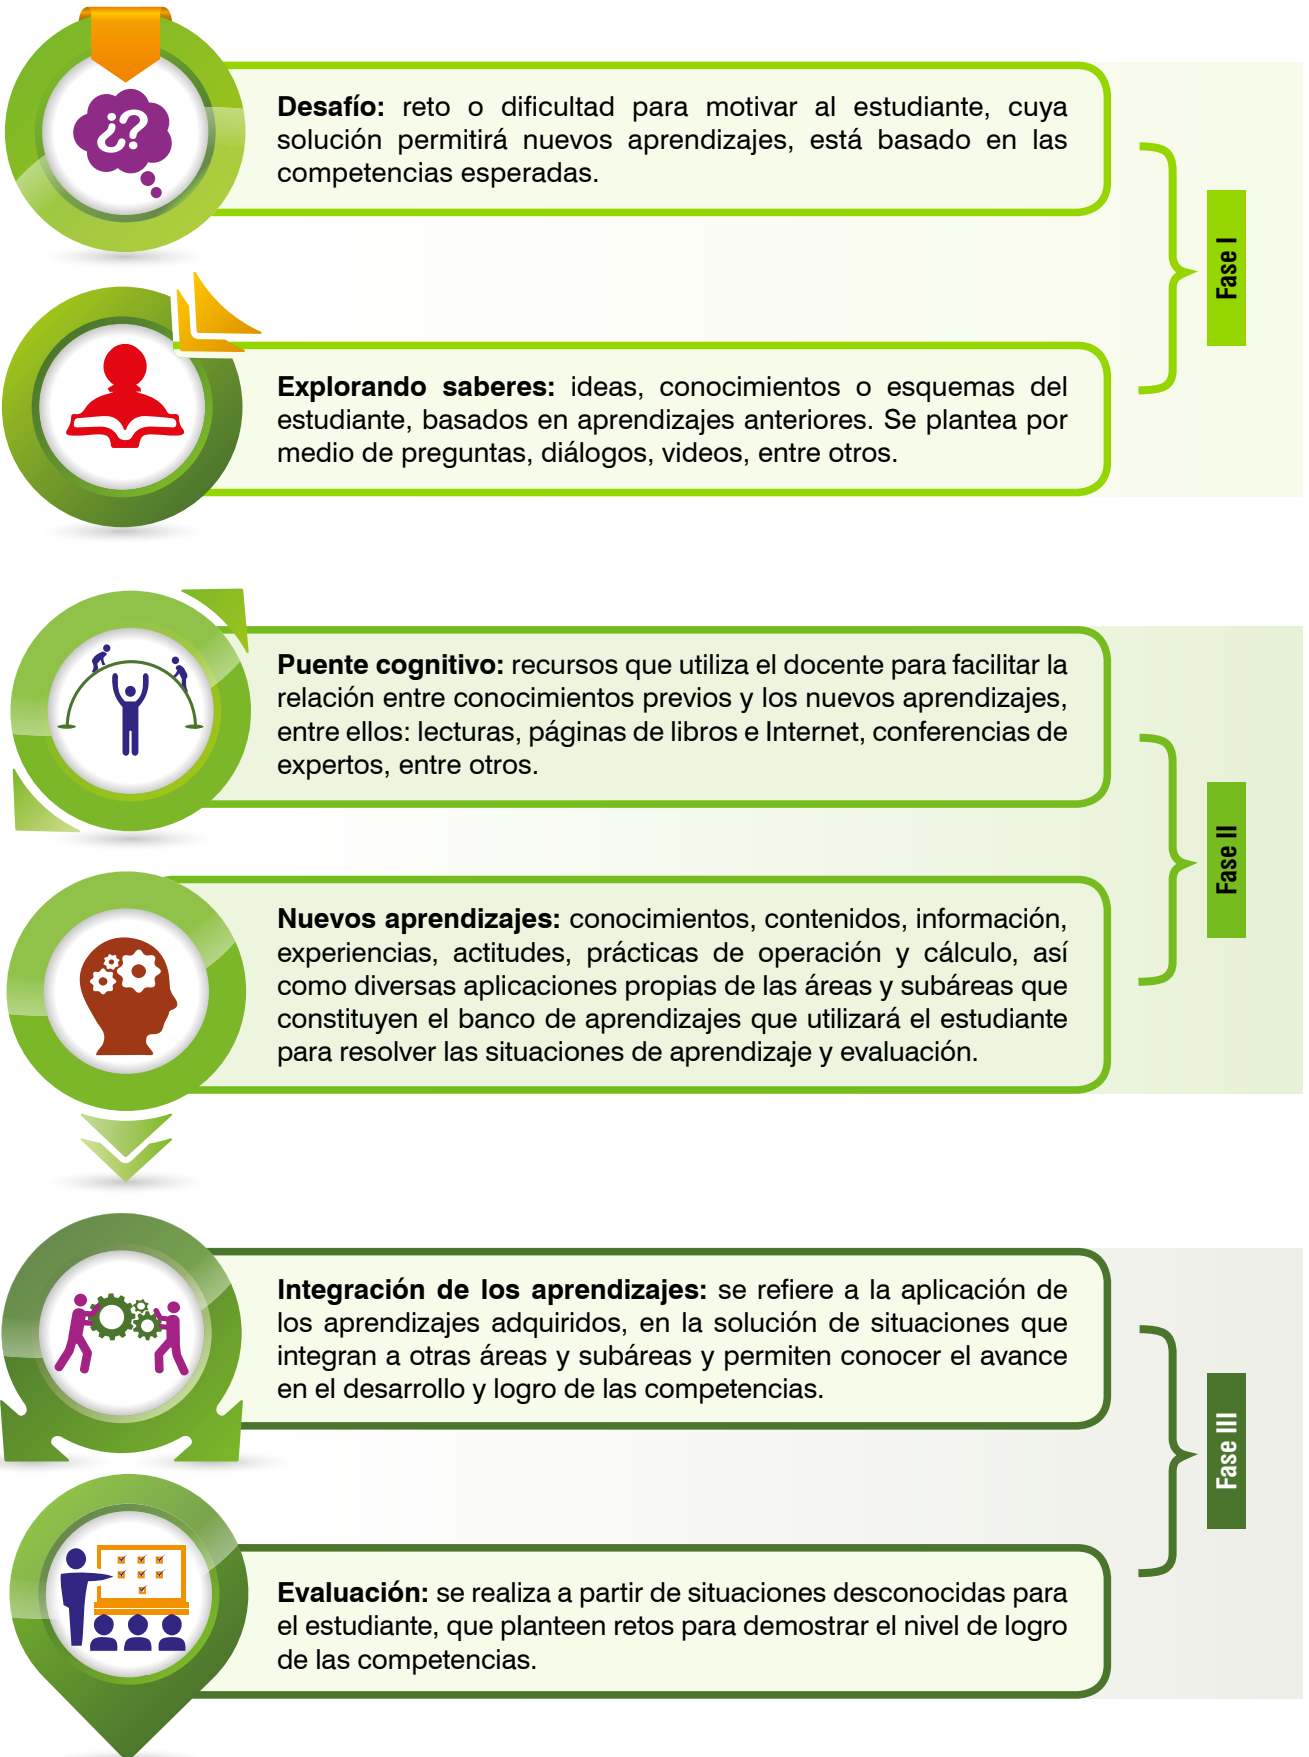 ¿?
Desafío: reto o dificultad para motivar al estudiante, cuya
solución permitirá nuevos aprendizajes, está basado en las
competencias esperadas.
Fase I
Explorando saberes: ideas, conocimientos o esquemas del
estudiante, basados en aprendizajes anteriores. Se plantea por
medio de preguntas, diálogos, videos, entre otros.
Puente cognitivo: recursos que utiliza el docente para facilitar la
relación entre conocimientos previos y los nuevos aprendizajes,
entre ellos: lecturas, páginas de libros e Internet, conferencias de
expertos, entre otros.
Fase II
Nuevos aprendizajes: conocimientos, contenidos, información,
experiencias, actitudes, prácticas de operación y cálculo, así
como diversas aplicaciones propias de las áreas y subáreas que
constituyen el banco de aprendizajes que utilizará el estudiante
para resolver las situaciones de aprendizaje y evaluación.
Integración de los aprendizajes: se refiere a la aplicación de
los aprendizajes adquiridos, en la solución de situaciones que
integran a otras áreas y subáreas y permiten conocer el avance
en el desarrollo y logro de las competencias.
Fase III
Evaluación: se realiza a partir de situaciones desconocidas para
el estudiante, que planteen retos para demostrar el nivel de logro
de las competencias.